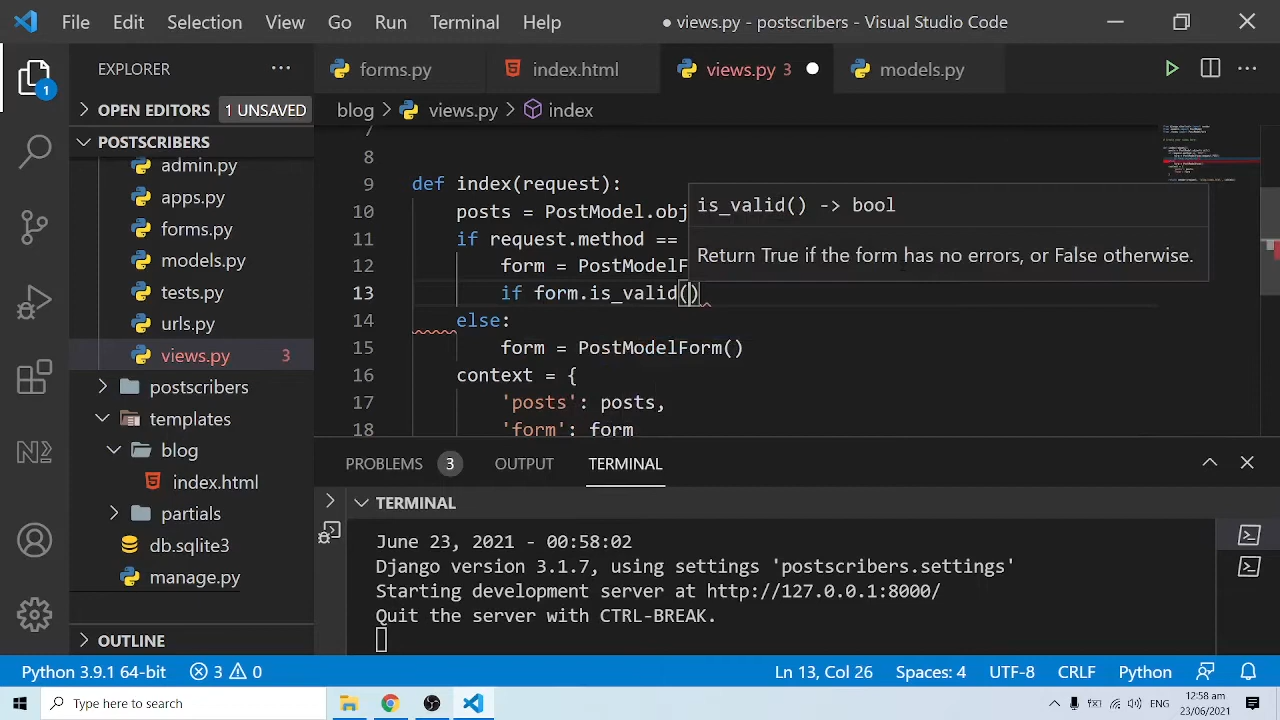 File Edit Selection View Go Run Terminal Help ● views.py - postscribers - Visual Studio Code
EXPLORER ···
forms.py index.html views.py 3 models.py
1
OPEN EDITORS 1 UNSAVED
blog > views.py > index
POSTSCRIBERS
admin.py
apps.py
forms.py
models.py
tests.py
urls.py
views.py 3
postscribers
templates
blog
index.html
partials
db.sqlite3
manage.py
OUTLINE
7
8
9 def index(request):
10 posts = PostModel.obj
11 if request.method ==
12 form = PostModelF
13 if form.is_valid()
14 else:
15 form = PostModelForm()
16 context = {
17 'posts': posts,
18 'form': form
is_valid() -> bool
Return True if the form has no errors, or False otherwise.
PROBLEMS 3 OUTPUT TERMINAL
TERMINAL
June 23, 2021 - 00:58:02
Django version 3.1.7, using settings 'postscribers.settings'
Starting development server at http://127.0.0.1:8000/
Quit the server with CTRL-BREAK.
Python 3.9.1 64-bit 3 0 Ln 13, Col 26 Spaces: 4 UTF-8 CRLF Python
Type here to search
12:58 am
23/06/2021